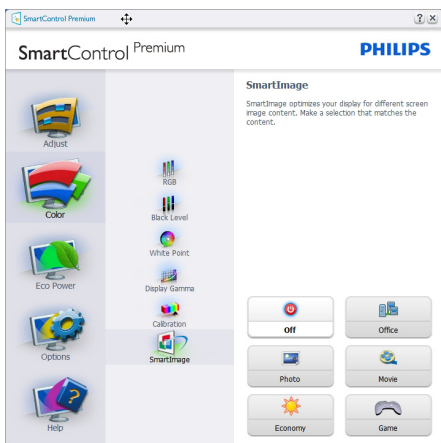 SmartControl Premium
SmartControl Premium
PHILIPS
Adjust
Color
Eco Power
Options
Help
RGB
Black Level
White Point
Display Gamma
Calibration
SmartImage
SmartImage
SmartImage optimizes your display for different screen
image content. Make a selection that matches the
content.
Off
Office
Photo
Movie
Economy
Game